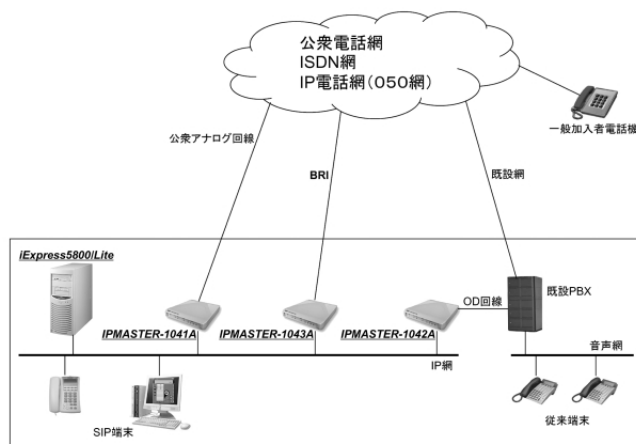 公衆電話網
ISDN網
IP電話網(050網)
一般加入者電話機
公衆アナログ回線
BRI
既設網
iExpress5800/Lite
IPMASTER-1041A
IPMASTER-1043A
IPMASTER-1042A
OD回線
既設PBX
IP網
音声網
SIP端末
従来端末